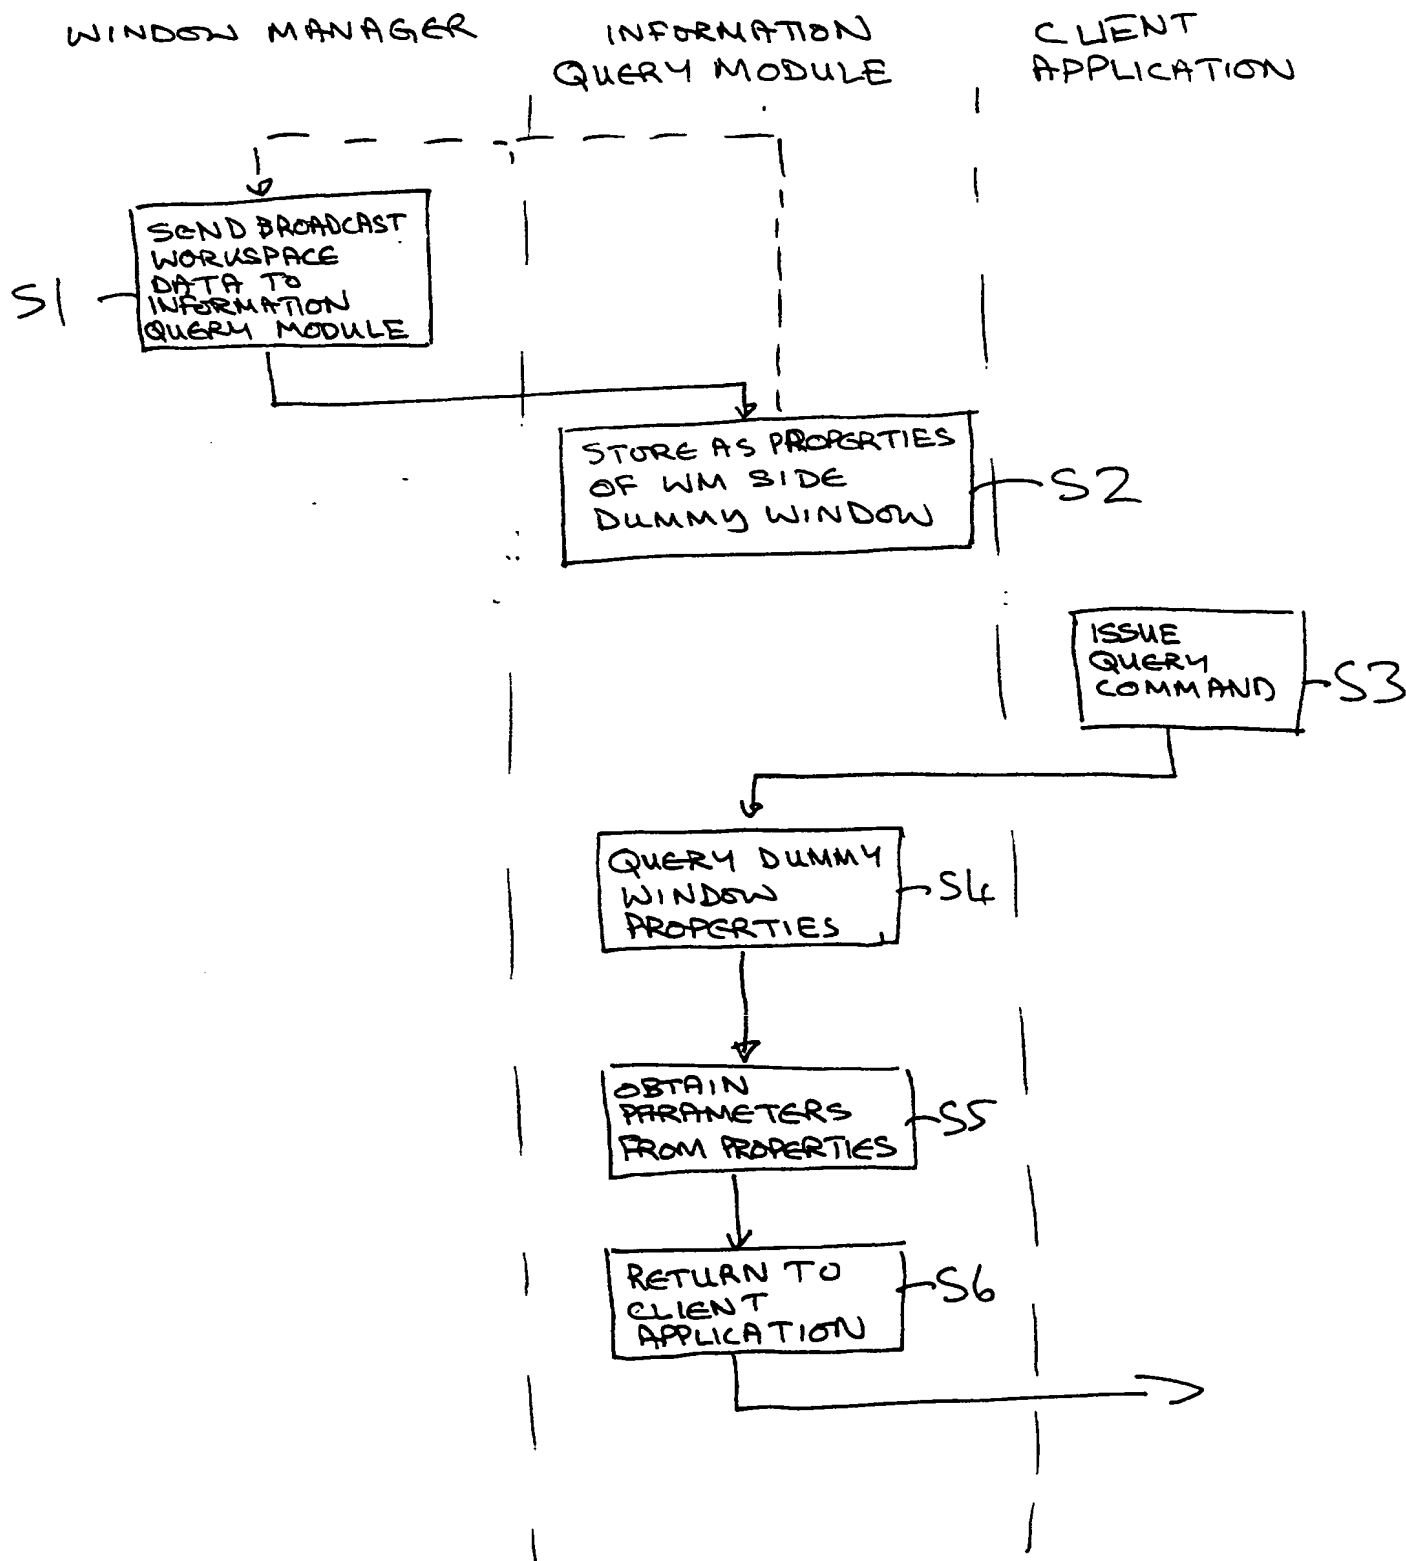 WINDOW MANAGER
INFORMATION
QUERY MODULE
CLIENT
APPLICATION
SEND BROADCAST
WORKSPACE
DATA TO
INFORMATION
QUERY MODULE
S1
STORE AS PROPERTIES
OF WM SIDE
DUMMY WINDOW
S2
ISSUE
QUERY
COMMAND
S3
QUERY DUMMY
WINDOW
PROPERTIES
S4
OBTAIN
PARAMETERS
FROM PROPERTIES
S5
RETURN TO
CLIENT
APPLICATION
S6